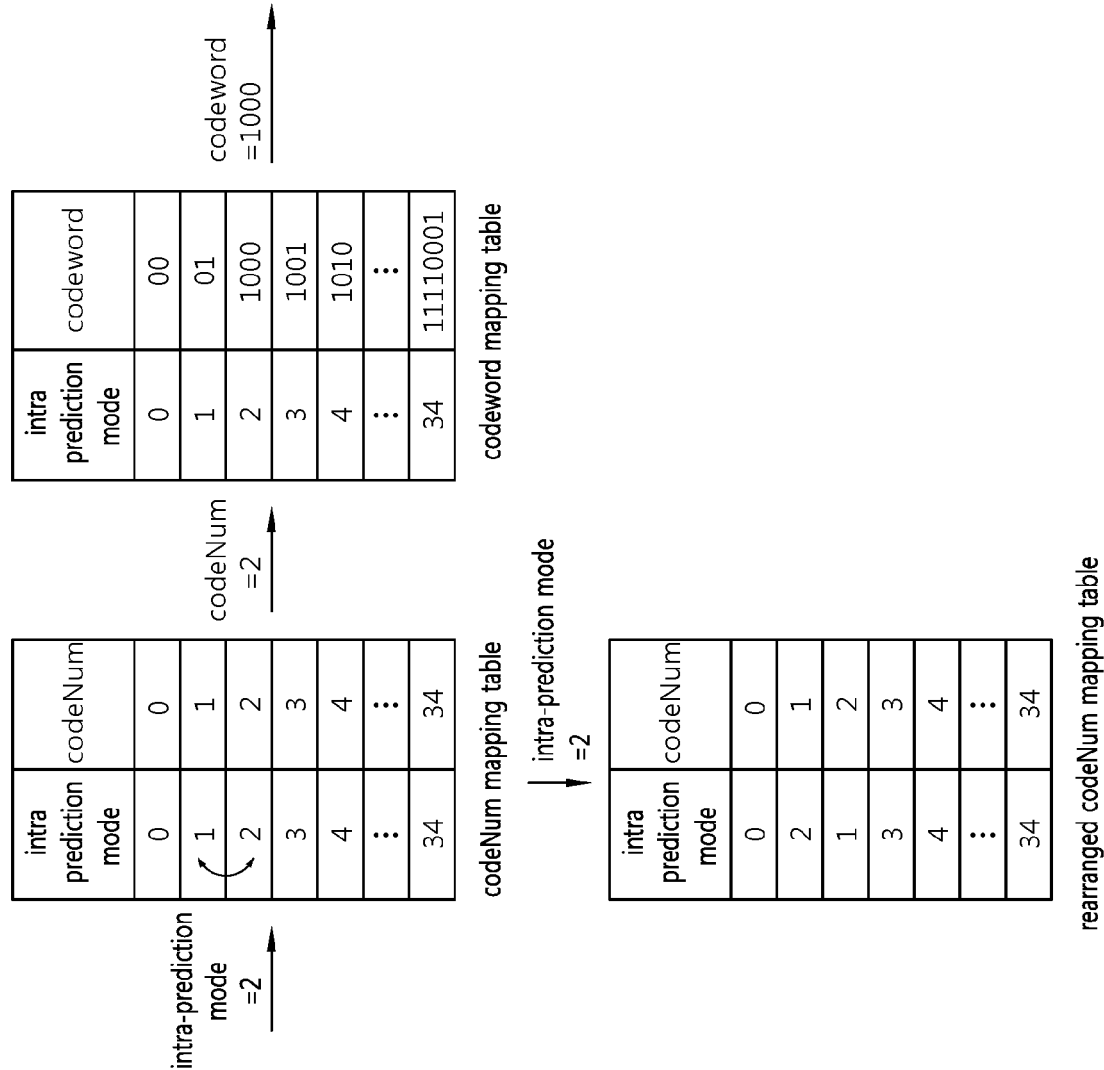 intra-prediction
mode
=2
intra
prediction
mode
codeNum
0
0
1
1
2
2
3
3
4
4
⋮
⋮
34
34
codeNum mapping table
codeNum
=2
intra
prediction
mode
codeword
0
00
1
01
2
1000
3
1001
4
1010
⋮
⋮
34
11110001
codeword mapping table
codeword
=1000
intra-prediction mode
=2
intra
prediction
mode
codeNum
0
0
2
1
1
2
3
3
4
4
⋮
⋮
34
34
rearranged codeNum mapping table